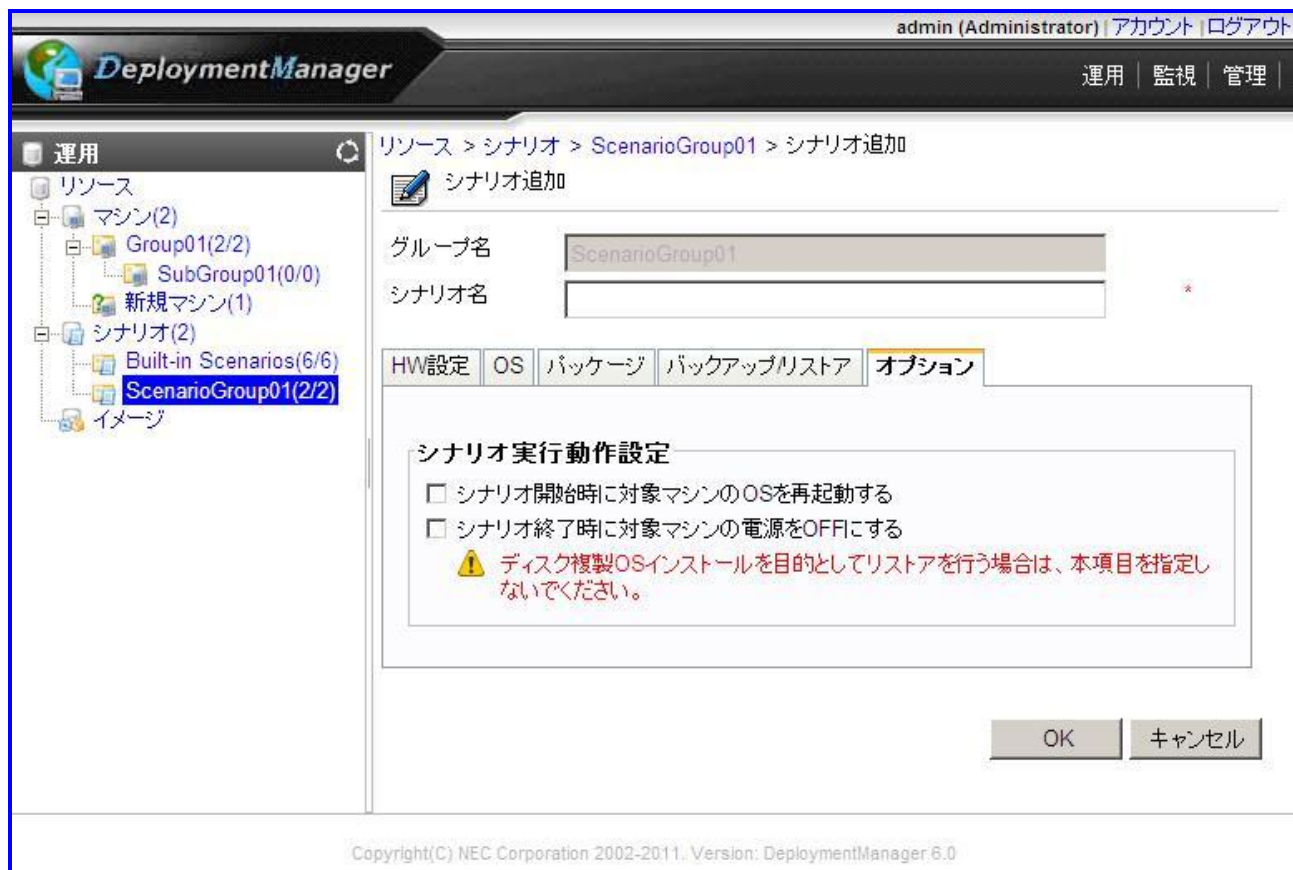 admin (Administrator) | アカウント | ログアウト
DeploymentManager
運用 | 監視 | 管理 |
運用
リソース
マシン(2)
Group01(2/2)
SubGroup01(0/0)
新規マシン(1)
シナリオ(2)
Built-in Scenarios(6/6)
ScenarioGroup01(2/2)
イメージ
リソース > シナリオ > ScenarioGroup01 > シナリオ追加
シナリオ追加
グループ名 ScenarioGroup01
シナリオ名 *
HW設定 OS パッケージ バックアップ/リストア オプション
シナリオ実行動作設定
シナリオ開始時に対象マシンのOSを再起動する
シナリオ終了時に対象マシンの電源をOFFにする
ディスク複製OSインストールを目的としてリストアを行う場合は、本項目を指定し
ないでください。
OK キャンセル
Copyright(C) NEC Corporation 2002-2011. Version: DeploymentManager 6.0